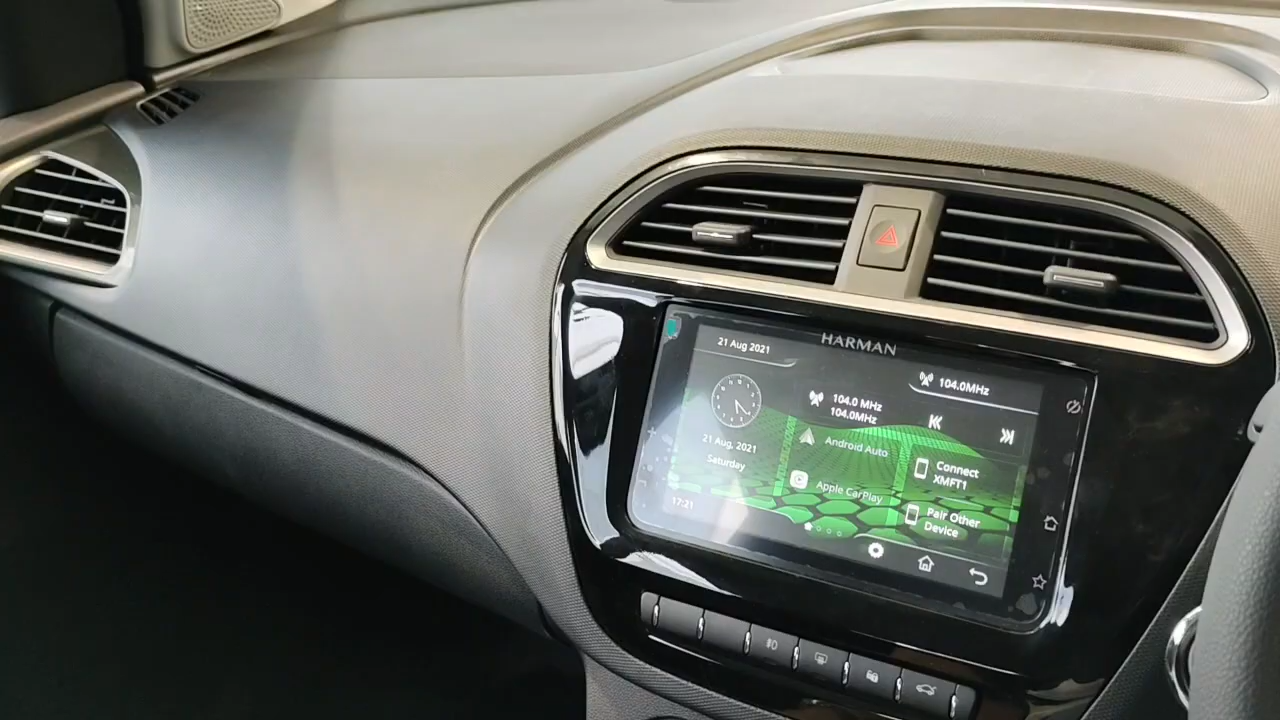 HARMAN
21 Aug 2021
104.0MHz
104.0 MHz
104.0MHz
21 Aug, 2021
Saturday
Android Auto
Connect
XMFT1
Apple CarPlay
Pair Other
Device
17:21